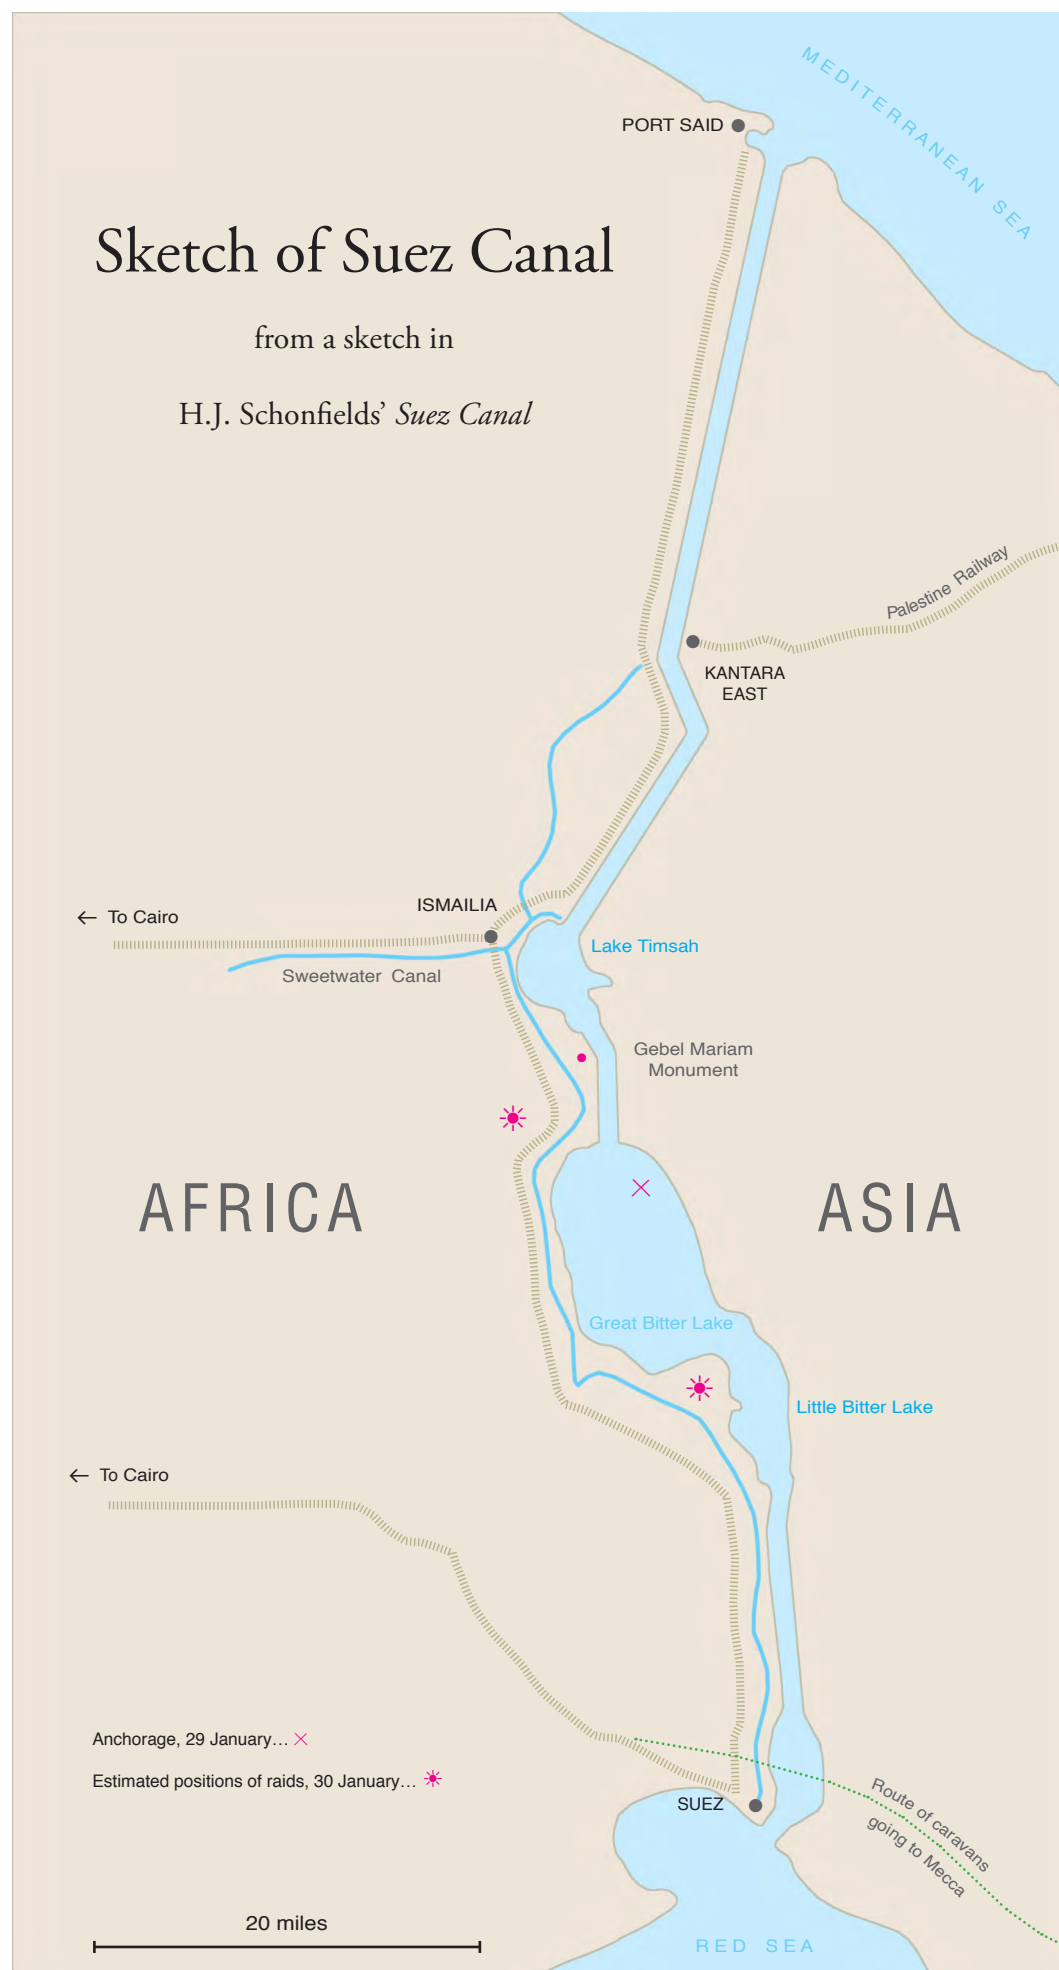 MEDITERRANEAN SEA
PORT SAID
Sketch of Suez Canal
from a sketch in
H.J. Schonfields’ Suez Canal
Palestine Railway
KANTARA
EAST
ISMAILIA
← To Cairo
Lake Timsah
Sweetwater Canal
Gebel Mariam
Monument
AFRICA
ASIA
Great Bitter Lake
Little Bitter Lake
← To Cairo
Anchorage, 29 January…
Estimated positions of raids, 30 January…
SUEZ
Route of caravans
going to Mecca
20 miles
RED SEA